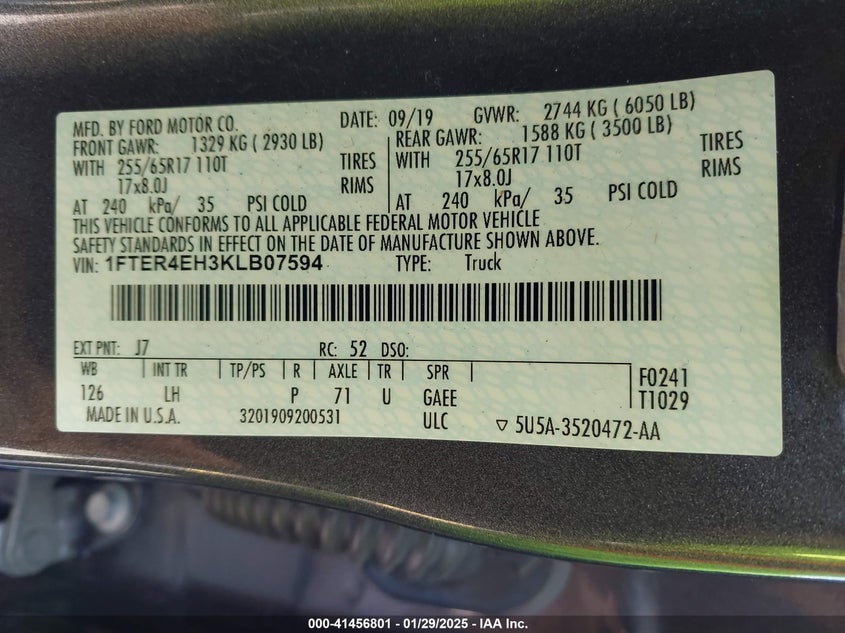 MFD. BY FORD MOTOR CO.
DATE: 09/19 GVWR: 2744 KG ( 6050 LB)
FRONT GAWR: 1329 KG ( 2930 LB)
WITH 255/65R17 110T TIRES
17x8.0J RIMS
AT 240 kPa/ 35 PSI COLD
REAR GAWR: 1588 KG ( 3500 LB)
WITH 255/65R17 110T TIRES
17x8.0J RIMS
AT 240 kPa/ 35 PSI COLD
THIS VEHICLE CONFORMS TO ALL APPLICABLE FEDERAL MOTOR VEHICLE
SAFETY STANDARDS IN EFFECT ON THE DATE OF MANUFACTURE SHOWN ABOVE.
VIN: 1FTER4EH3KLB07594 TYPE: Truck
EXT PNT: J7 RC: 52 DSO:
WB INT TR TP/PS R AXLE TR SPR
126 LH P 71 U GAEE
F0241
T1029
MADE IN U.S.A. 3201909200531 ULC ▽ 5U5A-3520472-AA
000-41456801 - 01/29/2025 - IAA Inc.